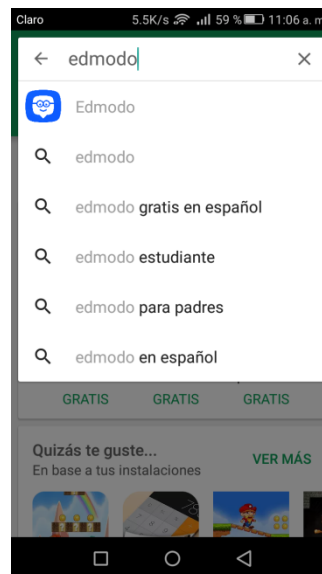 Claro 5.5K/s 59 % 11:06 a. m
edmodo
Edmodo
edmodo
edmodo gratis en español
edmodo estudiante
edmodo para padres
edmodo en español
GRATIS GRATIS GRATIS
Quizás te guste... VER MÁS
En base a tus instalaciones